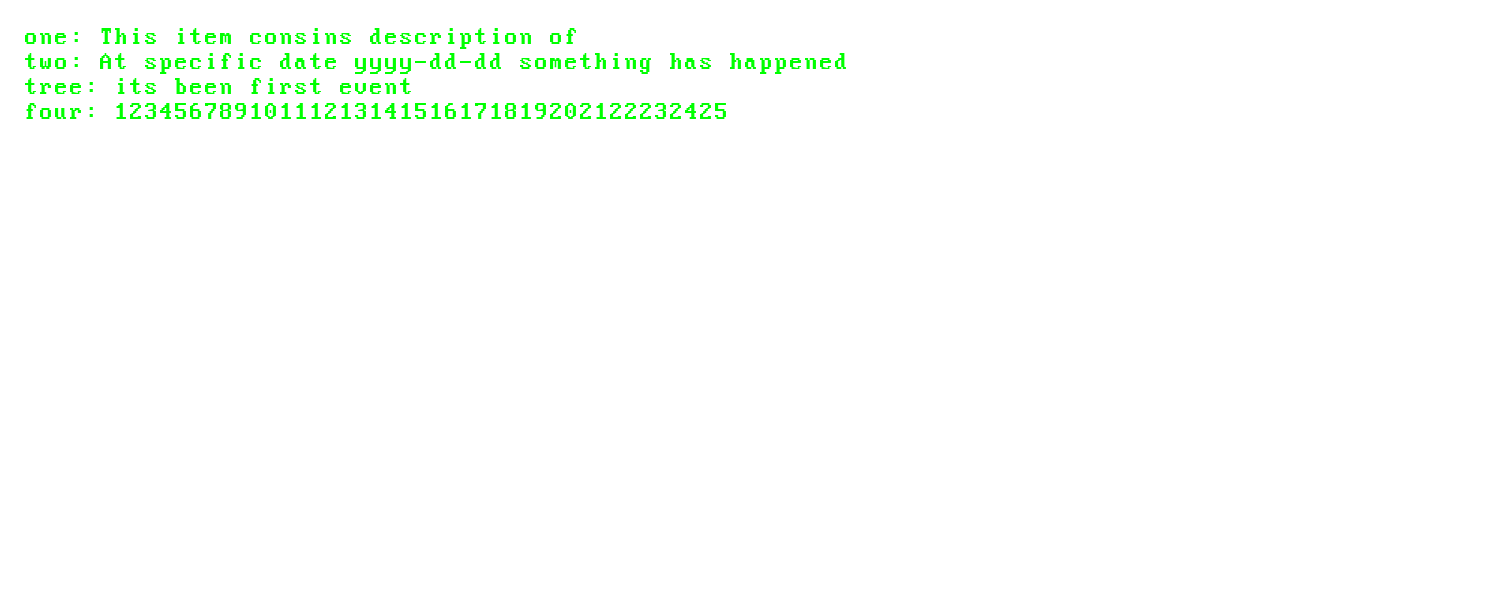 one: This item consins description of
two: At specific date yyyy-dd-dd something has happened
tree: its been first event
four: 12345678910111213141516171819202122232425